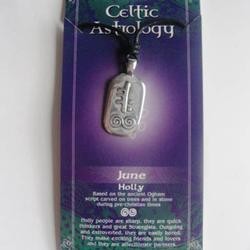 Celtic
Astrology
June
Holly
Based on the ancient Ogham
script carved on trees and in stone
during pre-Christian times
Holly people are sharp, they are quick
thinkers and great strategists. Outgoing
and extroverted, they are easily bored.
They make exciting friends and lovers
and they are affectionate partners.